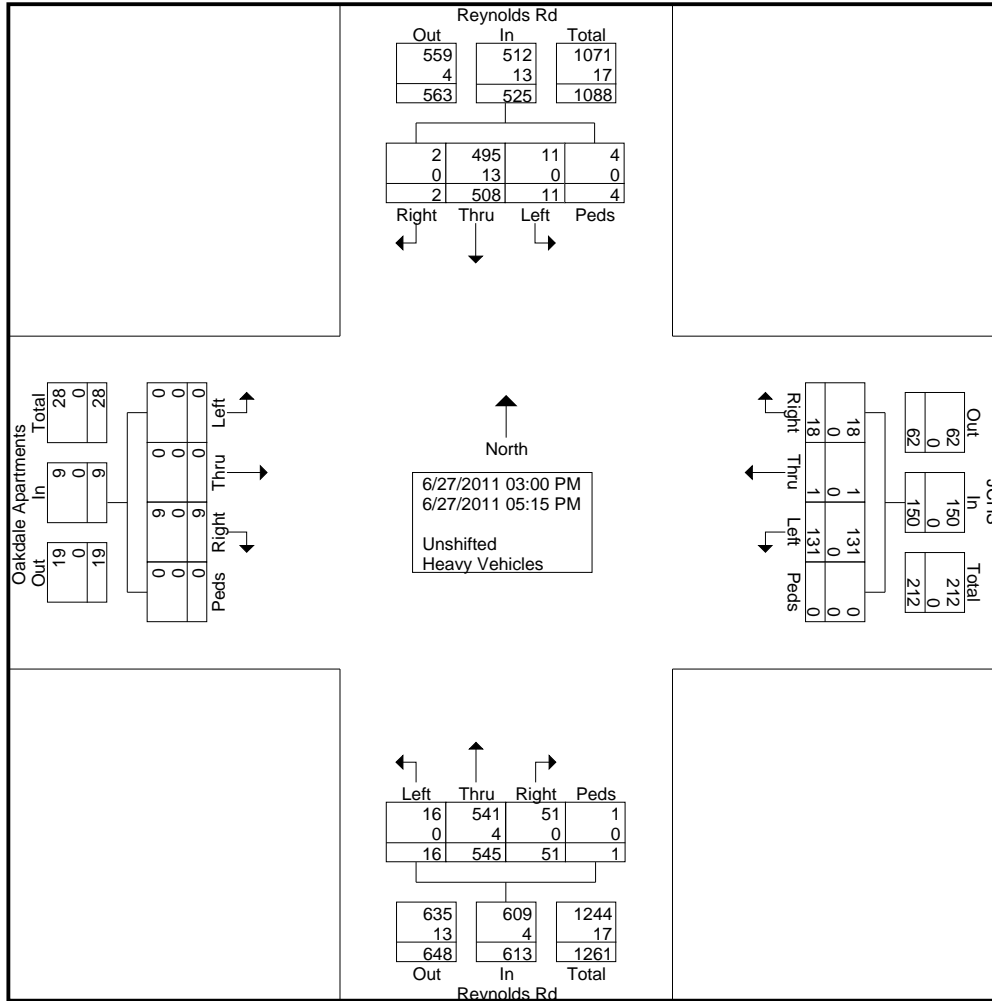 Reynolds Rd
Out In Total
559 512 1071
4 13 17
563 525 1088
2 495 11 4
0 13 0 0
2 508 11 4
Right Thru Left Peds
Oakdale Apartments
Out In Total
19 9 28
0 0 0
19 9 28
0 9 0 0
0 0 0 0
0 9 0 0
Peds Right Thru Left
North
6/27/2011 03:00 PM
6/27/2011 05:15 PM
Unshifted
Heavy Vehicles
Out In Total
62 150 212
0 0 0
62 150 212
18 1 131 0
0 0 0 0
18 1 131 0
Right Thru Left Peds
Left Thru Right Peds
16 541 51 1
0 4 0 0
16 545 51 1
635 609 1244
13 4 17
648 613 1261
Out In Total
Reynolds Rd